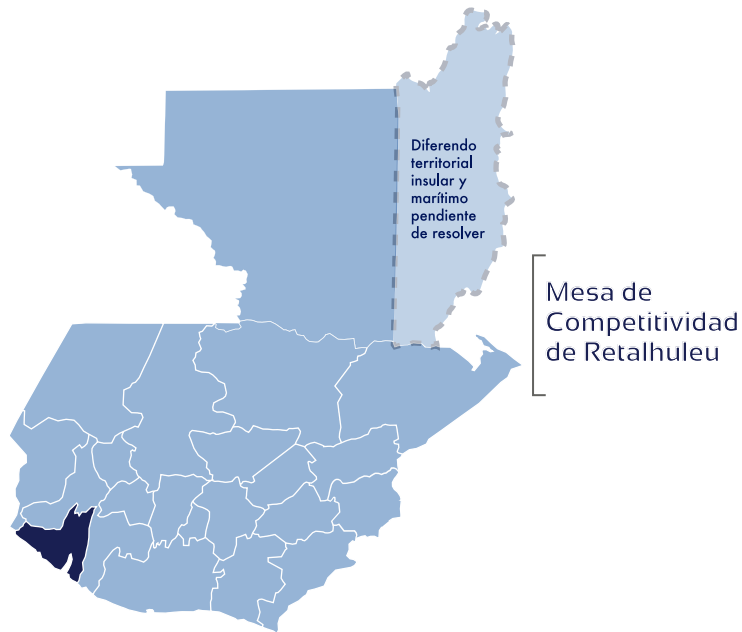 Diferendo
territorial
insular y
marítimo
pendiente
de resolver
Mesa de
Competitividad
de Retalhuleu